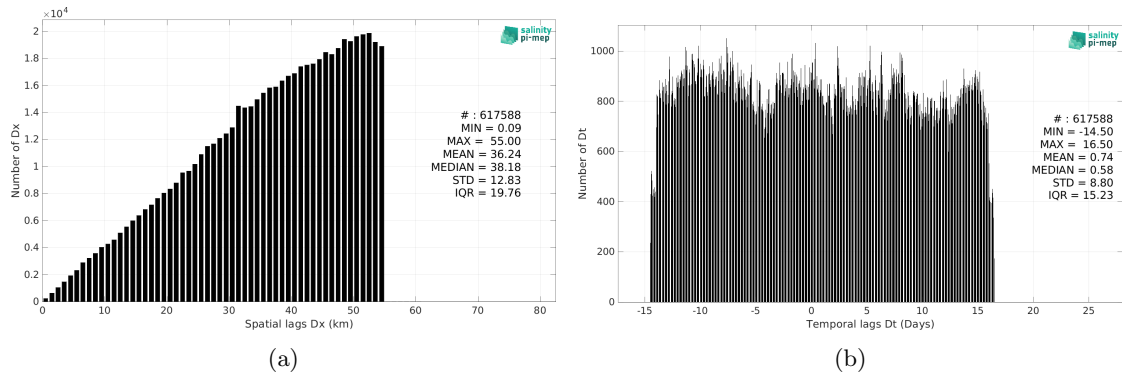 ×10⁴
2
1.8
1.6
1.4
1.2
1
0.8
0.6
0.4
0.2
0
Number of Dx
0 10 20 30 40 50 60 70 80
Spatial lags Dx (km)
salinity
pi-mep
# : 617588
MIN = 0.09
MAX = 55.00
MEAN = 36.24
MEDIAN = 38.18
STD = 12.83
IQR = 19.76
(a)
1000
800
600
400
200
0
Number of Dt
-15 -10 -5 0 5 10 15 20 25
Temporal lags Dt (Days)
salinity
pi-mep
# : 617588
MIN = -14.50
MAX = 16.50
MEAN = 0.74
MEDIAN = 0.58
STD = 8.80
IQR = 15.23
(b)